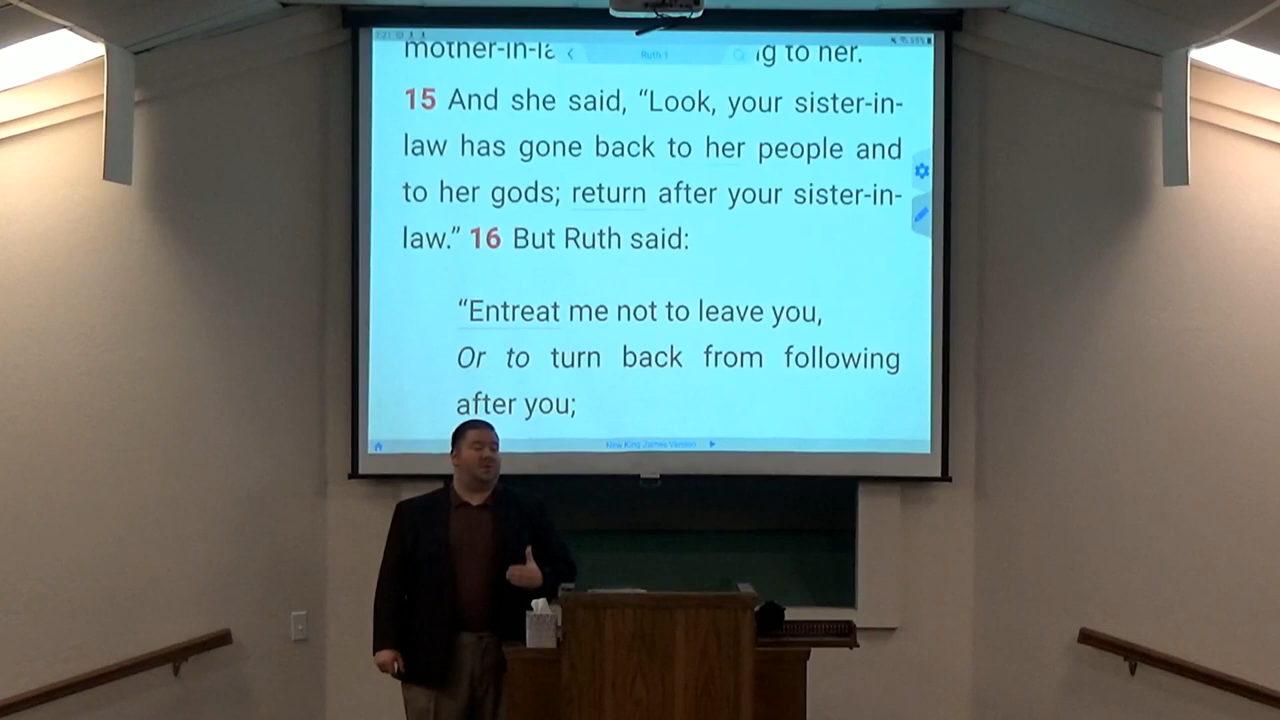 mother-in-la
Ruth 1
g to her.
15 And she said, “Look, your sister-in-
law has gone back to her people and
to her gods; return after your sister-in-
law.” 16 But Ruth said:
“Entreat me not to leave you,
Or to turn back from following
after you;
New King James Version